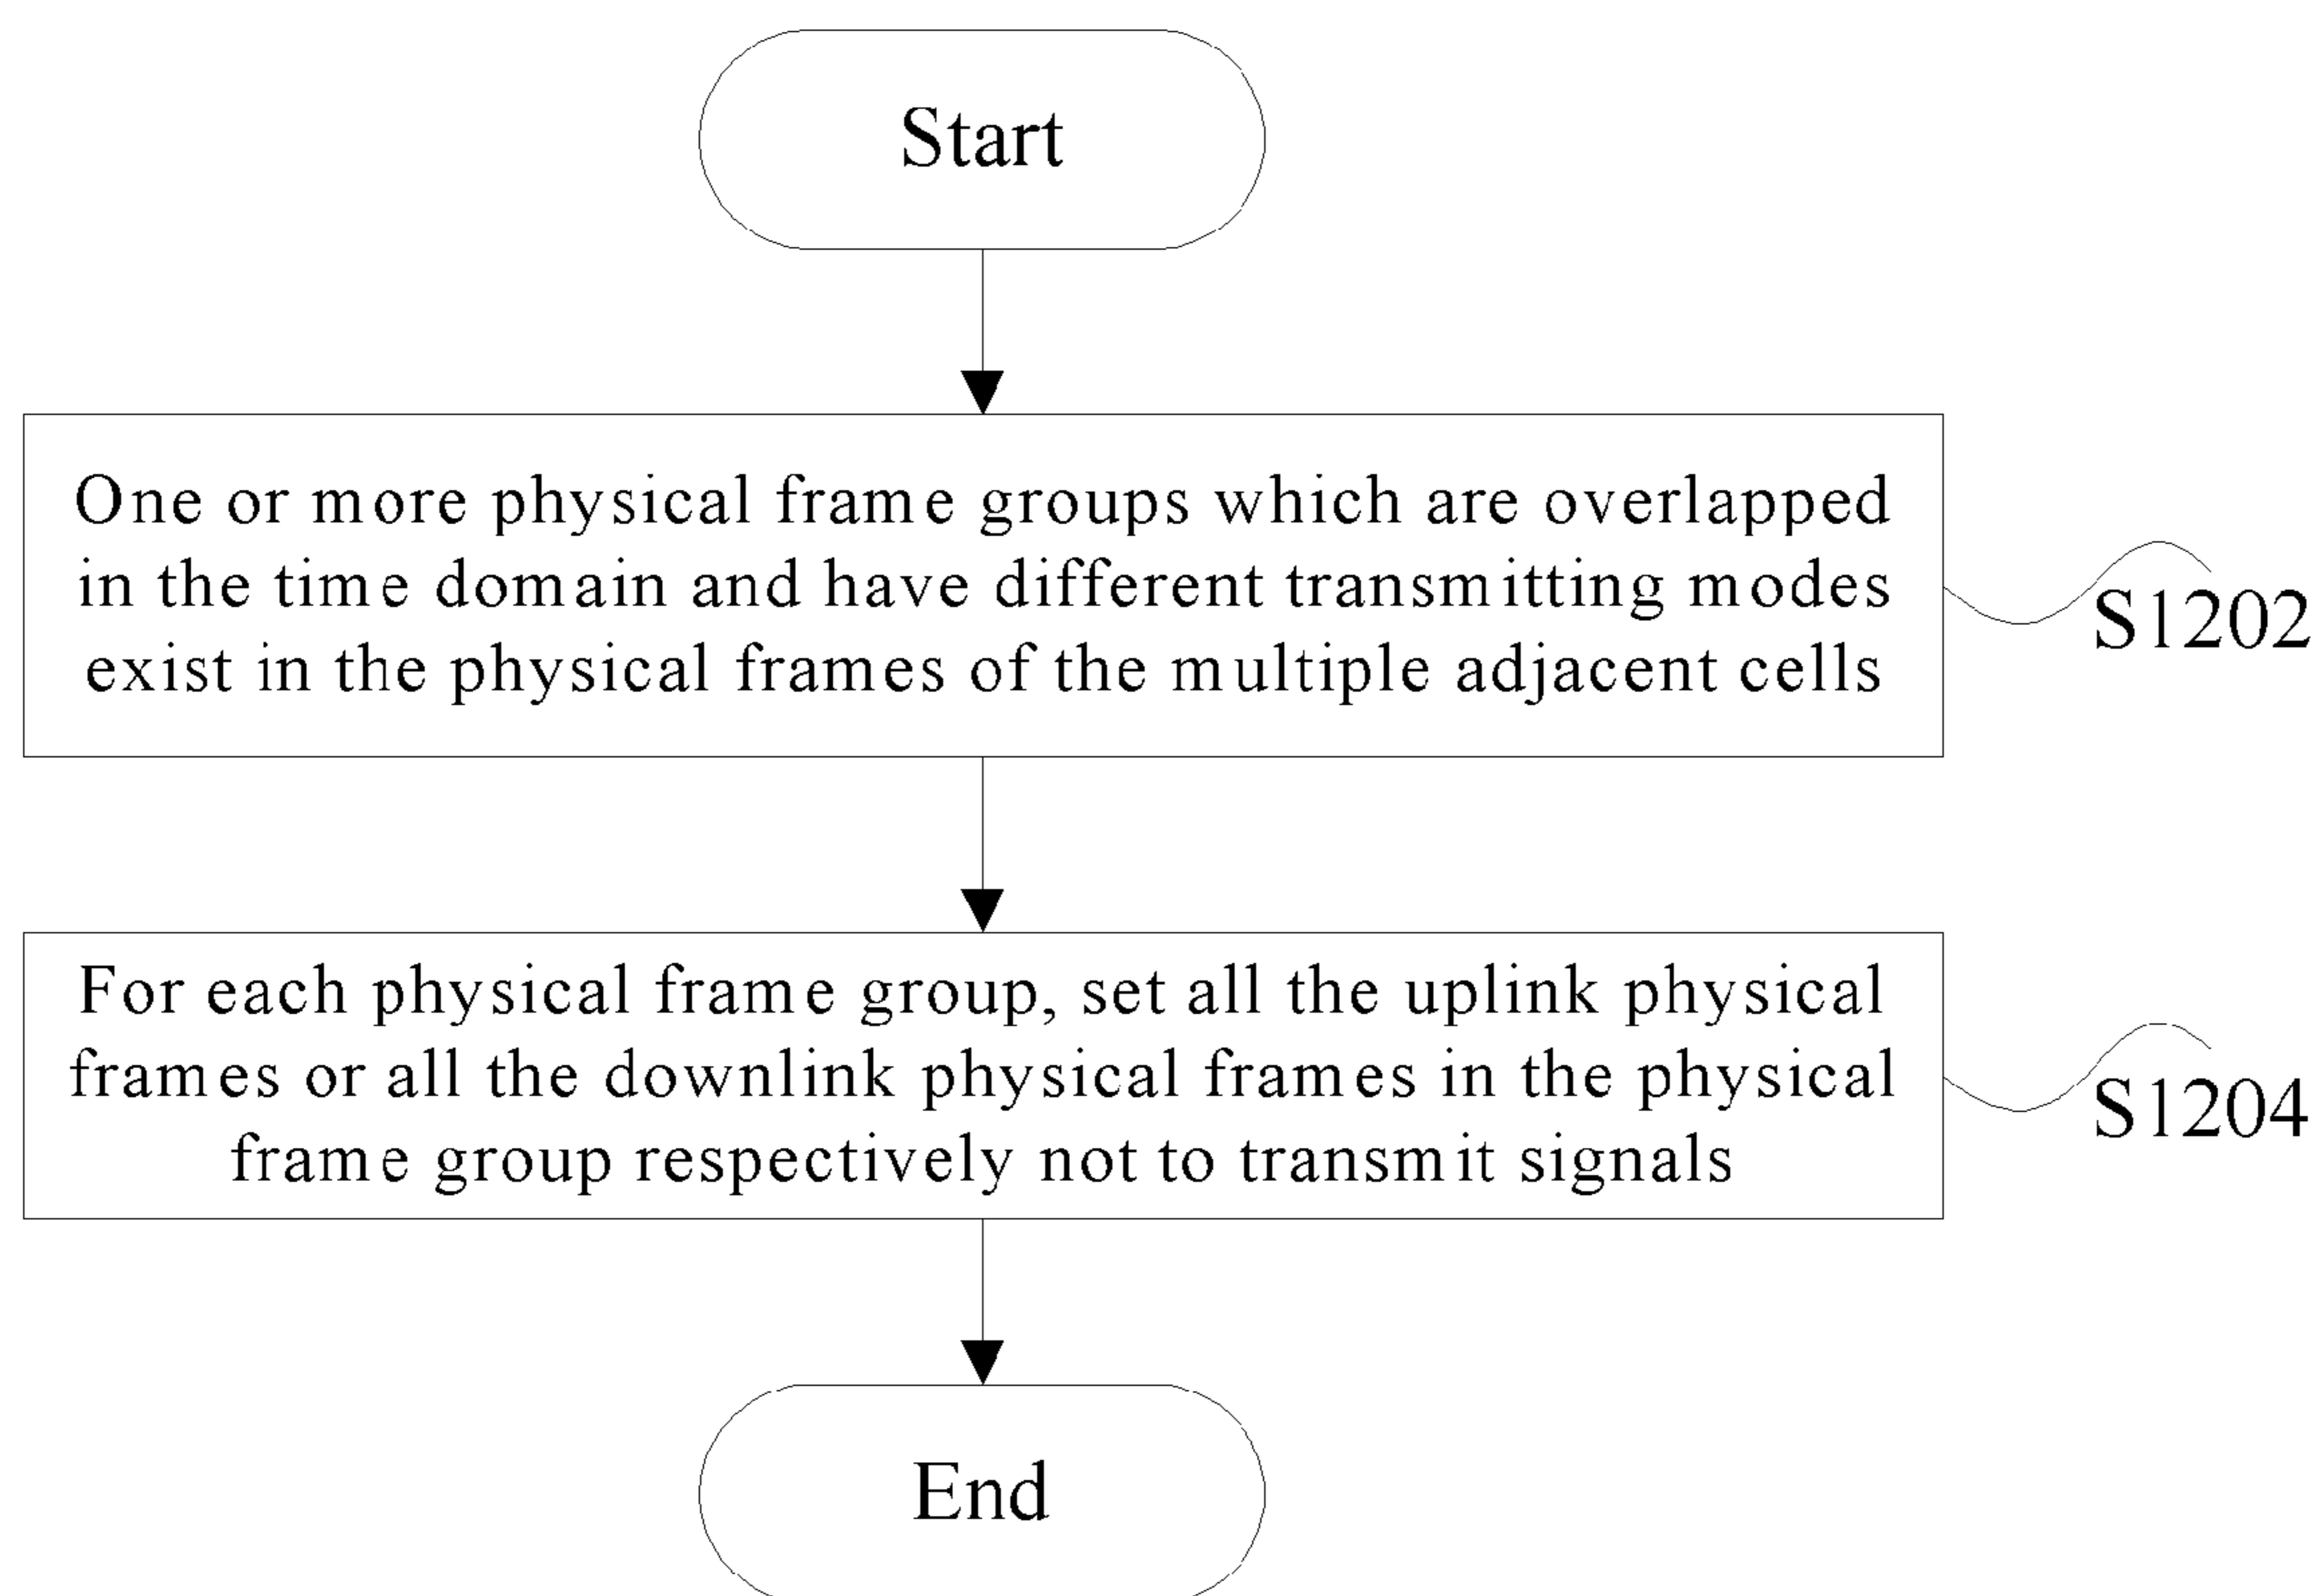 Start
One or more physical frame groups which are overlapped
in the time domain and have different transmitting modes
exist in the physical frames of the multiple adjacent cells
S1202
For each physical frame group, set all the uplink physical
frames or all the downlink physical frames in the physical
frame group respectively not to transmit signals
S1204
End